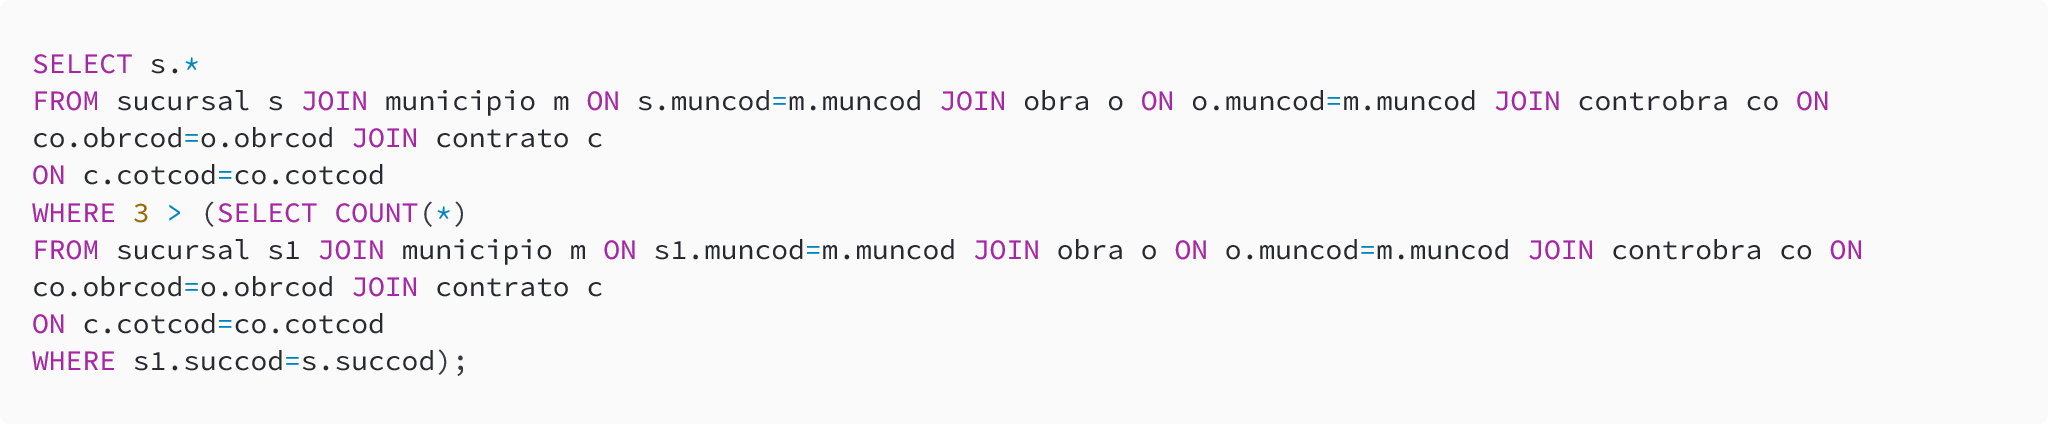 SELECT s.*
FROM sucursal s JOIN municipio m ON s.muncod=m.muncod JOIN obra o ON o.muncod=m.muncod JOIN controbra co ON
co.obrcod=o.obrcod JOIN contrato c
ON c.cotcod=co.cotcod
WHERE 3 > (SELECT COUNT(*)
FROM sucursal s1 JOIN municipio m ON s1.muncod=m.muncod JOIN obra o ON o.muncod=m.muncod JOIN controbra co ON
co.obrcod=o.obrcod JOIN contrato c
ON c.cotcod=co.cotcod
WHERE s1.succod=s.succod);